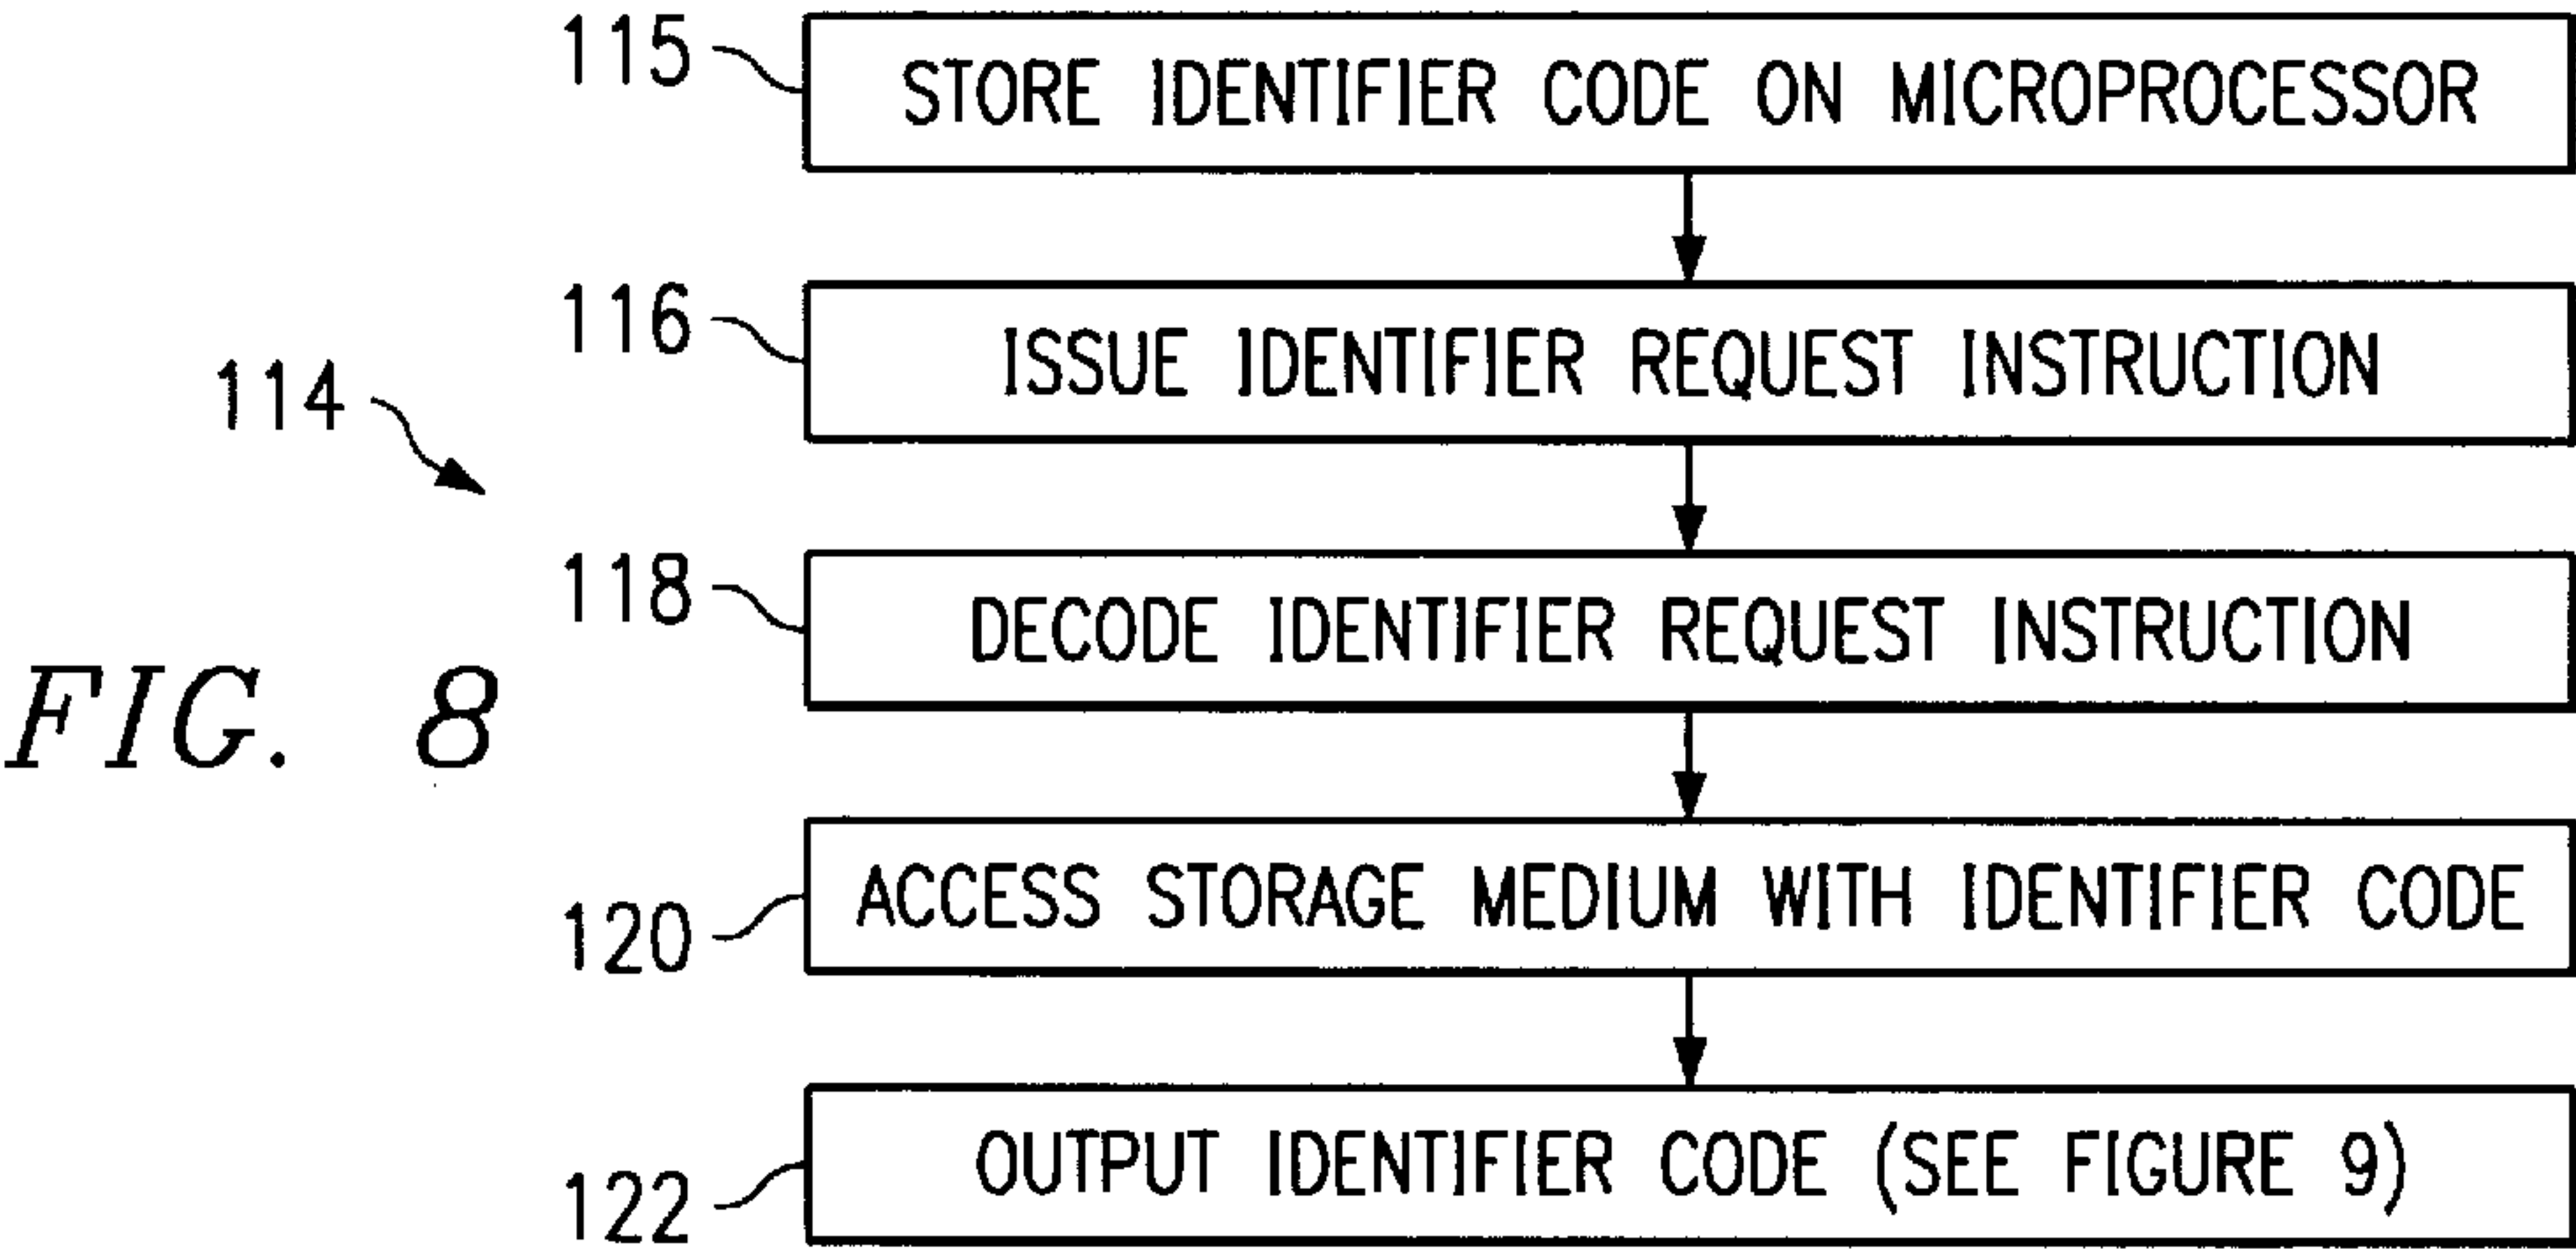 115 STORE IDENTIFIER CODE ON MICROPROCESSOR
116 ISSUE IDENTIFIER REQUEST INSTRUCTION
114
118 DECODE IDENTIFIER REQUEST INSTRUCTION
FIG. 8
120 ACCESS STORAGE MEDIUM WITH IDENTIFIER CODE
122 OUTPUT IDENTIFIER CODE (SEE FIGURE 9)